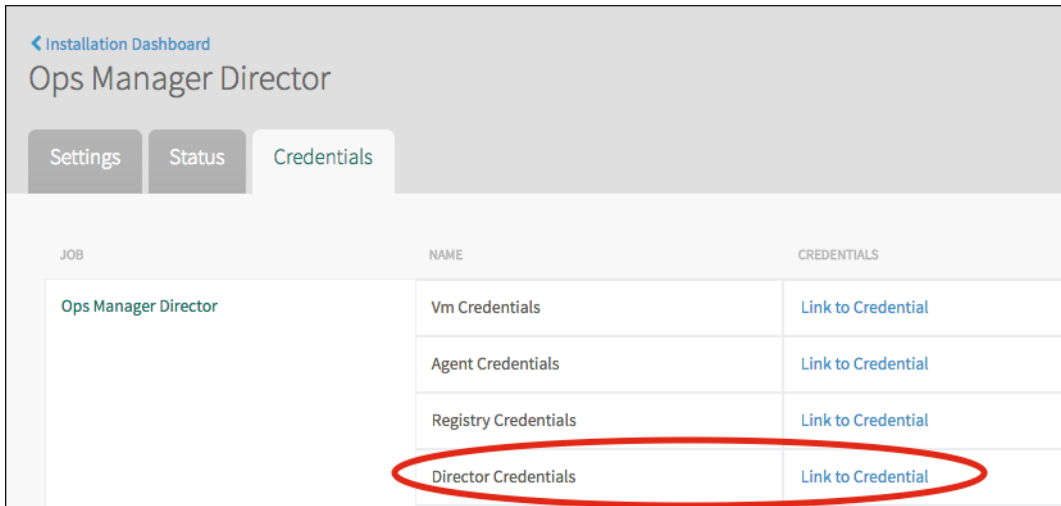 Installation Dashboard
Ops Manager Director
Settings Status Credentials
JOB NAME CREDENTIALS
Ops Manager Director Vm Credentials Link to Credential
Agent Credentials Link to Credential
Registry Credentials Link to Credential
Director Credentials Link to Credential